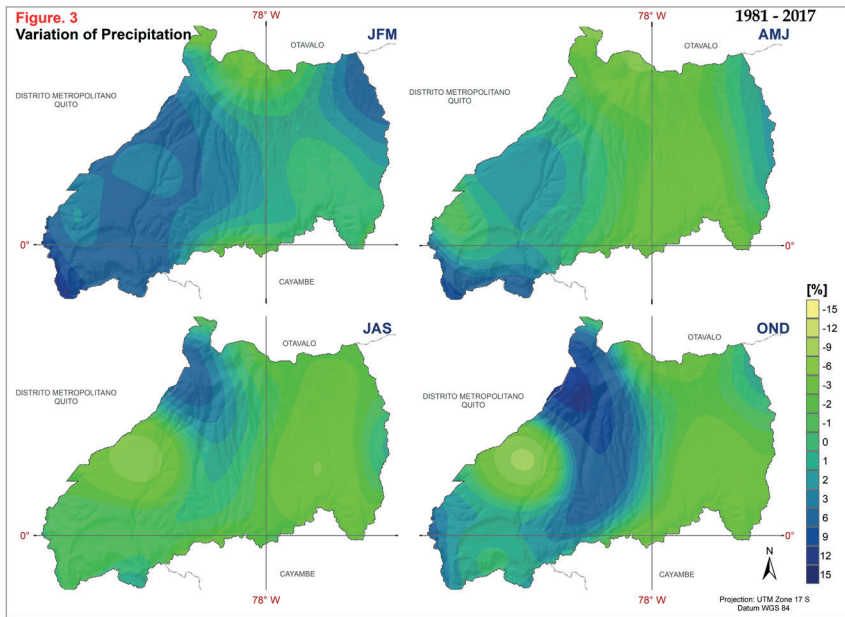 Figure. 3
Variation of Precipitation
JFM
78° W
OTAVALO
DISTRITO METROPOLITANO
QUITO
0°
CAYAMBE
1981 - 2017
AMJ
78° W
OTAVALO
DISTRITO METROPOLITANO
QUITO
0°
CAYAMBE
JAS
OTAVALO
DISTRITO METROPOLITANO
QUITO
0°
CAYAMBE
78° W
OND
OTAVALO
DISTRITO METROPOLITANO
QUITO
0°
CAYAMBE
78° W
[%]
-15
-12
-9
-6
-3
-2
-1
0
1
2
3
6
9
12
15
N
Projection: UTM Zone 17 S
Datum WGS 84